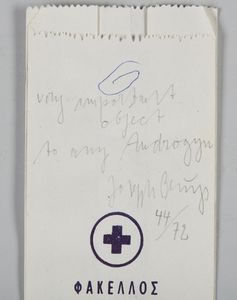 very important
object
to any Androgyn
Joseph Beuys
44/72
ΦΑΚΕΛΛΟΣ